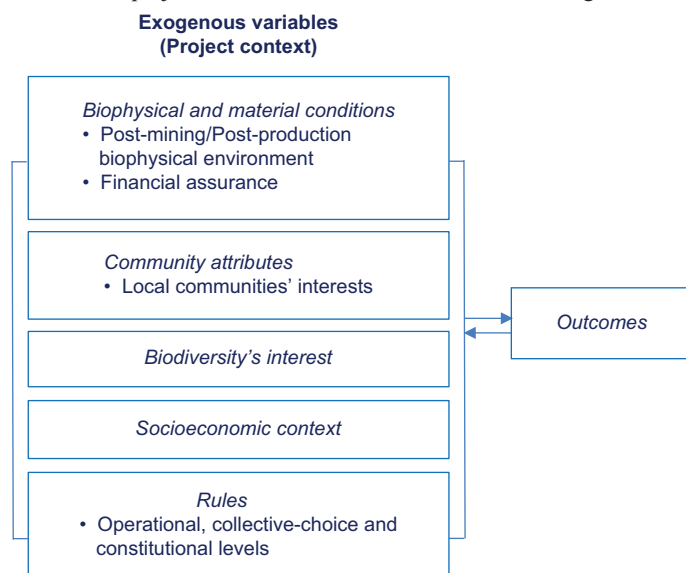 Exogenous variables
(Project context)
Biophysical and material conditions
• Post-mining/Post-production
biophysical environment
• Financial assurance
Community attributes
• Local communities' interests
Outcomes
Biodiversity's interest
Socioeconomic context
Rules
• Operational, collective-choice and
constitutional levels